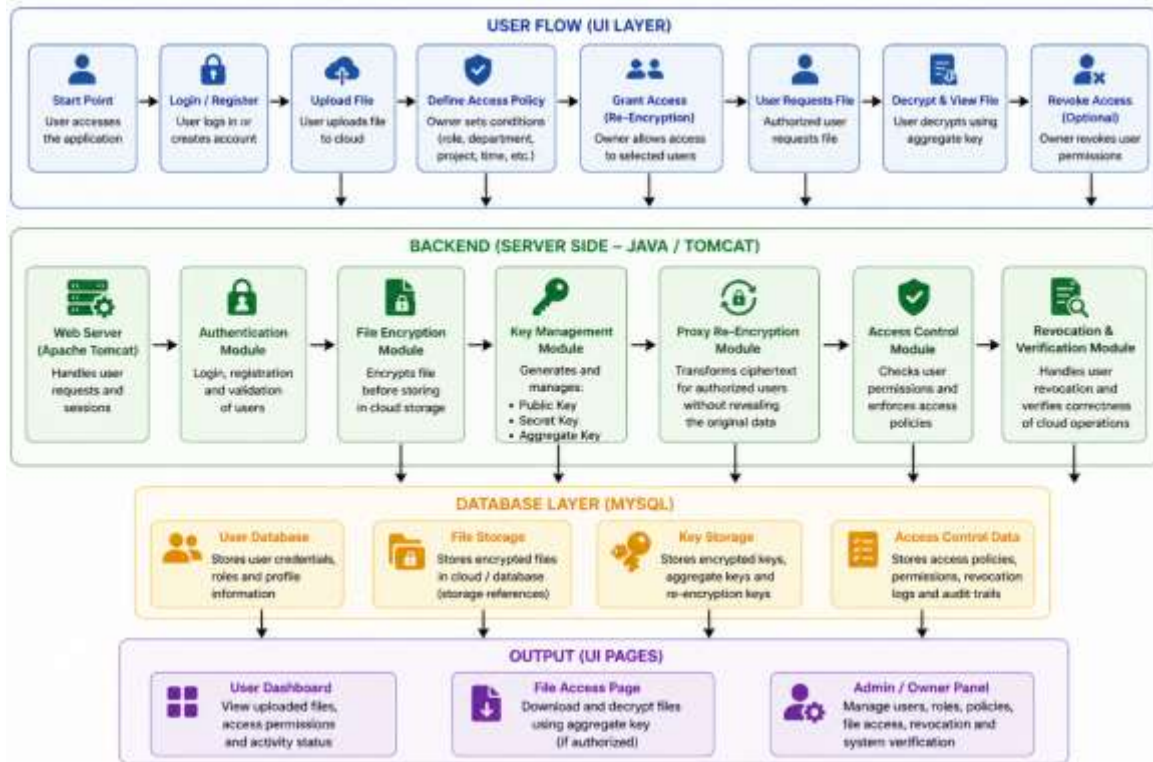 USER FLOW (UI LAYER)
Start Point
User accesses
the application
Login / Register
User logs in or
creates account
Upload File
User uploads file
to cloud
Define Access Policy
Owner sets conditions
(role, department,
project, time, etc.)
Grant Access
(Re-Encryption)
Owner allows access
to selected users
User Requests File
Authorized user
requests file
Decrypt & View File
User decrypts using
aggregate key
Revoke Access
(Optional)
Owner revokes user
permissions
BACKEND (SERVER SIDE – JAVA / TOMCAT)
Web Server
(Apache Tomcat)
Handles user
requests and
sessions
Authentication
Module
Login, registration
and validation
of users
File Encryption
Module
Encrypts file
before storing
in cloud storage
Key Management
Module
Generates and
manages:
• Public Key
• Secret Key
• Aggregate Key
Proxy Re-Encryption
Module
Transforms ciphertext
for authorized users
without revealing
the original data
Access Control
Module
Checks user
permissions and
enforces access
policies
Revocation &
Verification Module
Handles user
revocation and
verifies correctness
of cloud operations
DATABASE LAYER (MYSQL)
User Database
Stores user credentials,
roles and profile
information
File Storage
Stores encrypted files
in cloud / database
(storage references)
Key Storage
Stores encrypted keys,
aggregate keys and
re-encryption keys
Access Control Data
Stores access policies,
permissions, revocation
logs and audit trails
OUTPUT (UI PAGES)
User Dashboard
View uploaded files,
access permissions
and activity status
File Access Page
Download and decrypt files
using aggregate key
(if authorized)
Admin / Owner Panel
Manage users, roles, policies,
file access, revocation and
system verification